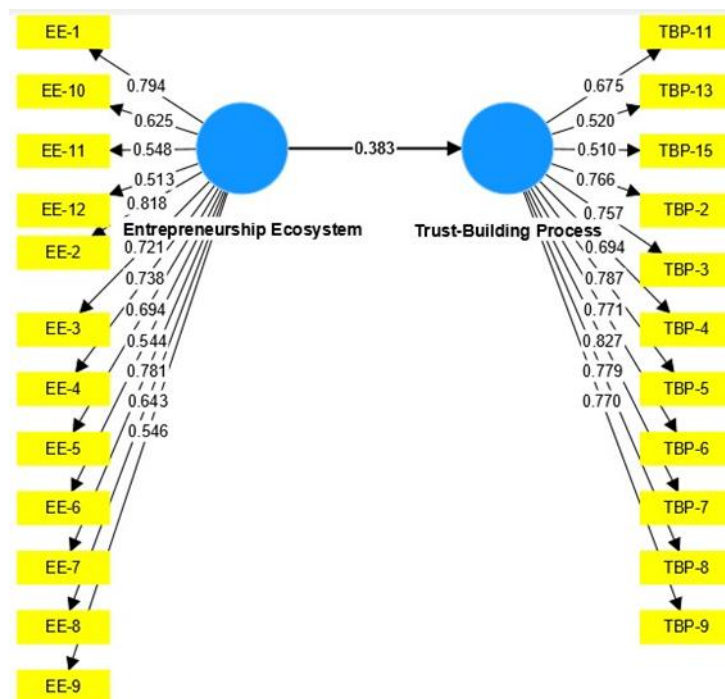 EE-1
EE-10
EE-11
EE-12
EE-2
EE-3
EE-4
EE-5
EE-6
EE-7
EE-8
EE-9
0.794
0.625
0.548
0.513
0.818
0.721
0.738
0.694
0.544
0.781
0.643
0.546
Entrepreneurship Ecosystem
0.383
Trust-Building Process
0.675
0.520
0.510
0.766
0.757
0.694
0.787
0.771
0.827
0.779
0.770
TBP-11
TBP-13
TBP-15
TBP-2
TBP-3
TBP-4
TBP-5
TBP-6
TBP-7
TBP-8
TBP-9